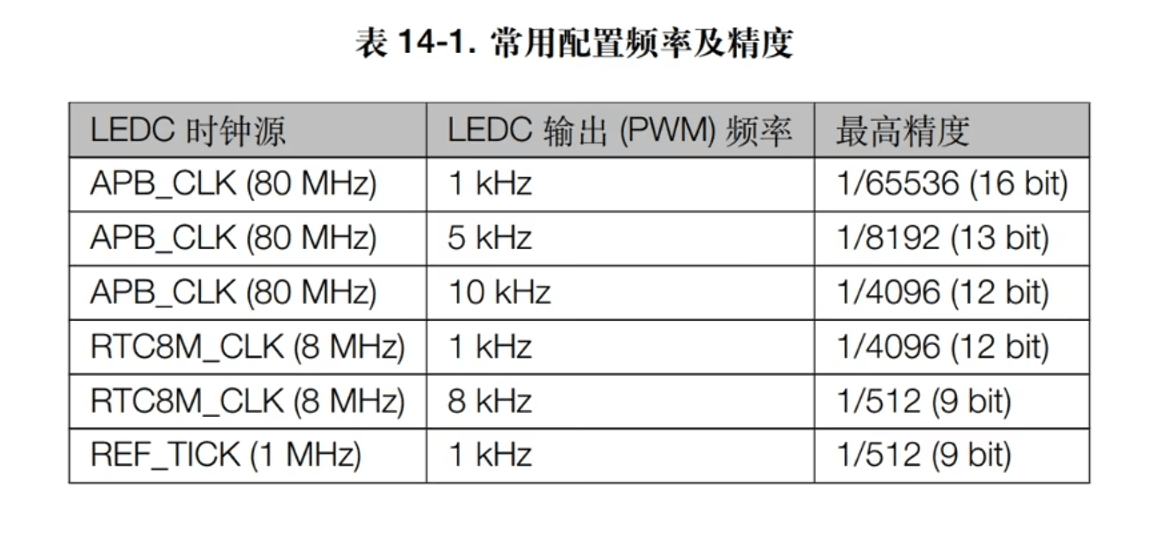 表 14-1. 常用配置频率及精度
LEDC 时钟源 LEDC 输出 (PWM) 频率 最高精度
APB_CLK (80 MHz) 1 kHz 1/65536 (16 bit)
APB_CLK (80 MHz) 5 kHz 1/8192 (13 bit)
APB_CLK (80 MHz) 10 kHz 1/4096 (12 bit)
RTC8M_CLK (8 MHz) 1 kHz 1/4096 (12 bit)
RTC8M_CLK (8 MHz) 8 kHz 1/512 (9 bit)
REF_TICK (1 MHz) 1 kHz 1/512 (9 bit)